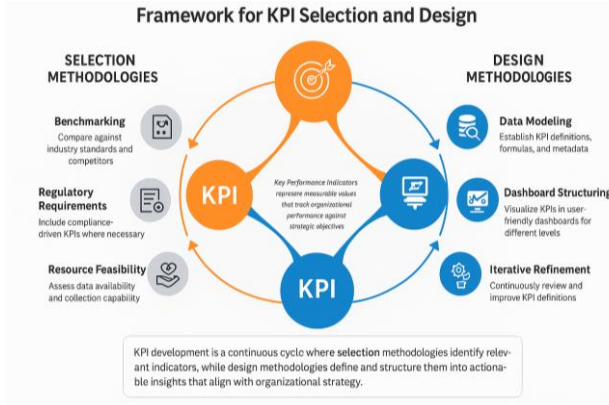 Framework for KPI Selection and Design
SELECTION
METHODOLOGIES
Benchmarking
Compare against
industry standards and
competitors
Regulatory
Requirements
Include compliance-
driven KPIs where necessary
Resource Feasibility
Assess data availability
and collection capability
KPI
Key Performance Indicators
represare measurable values
that track organizational
performance against
strategic objectives
KPI
DESIGN
METHODOLOGIES
Data Modeling
Establish KPI definitions,
formulas, and metadata
Dashboard Structuring
Visualize KPIs in user-
friendly dashboards for
different levels
Iterative Refinement
Continuously review and
improve KPI definitions
KPI development is a continuous cycle where selection methodologies identify relev-
ant indicators, while design methodologies define and structure them into actiona-
ble insights that align with organizational strategy.